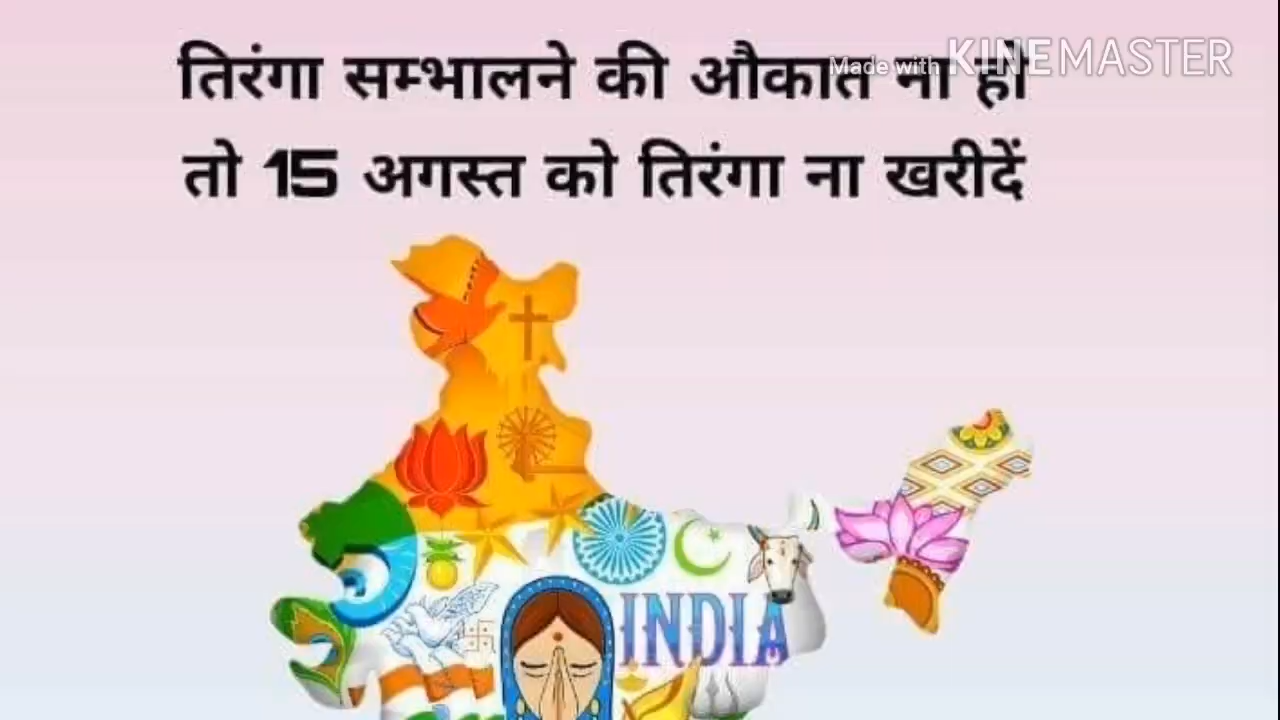 Made with KINEMASTER
तिरंगा सम्भालने की औकात ना हो
तो 15 अगस्त को तिरंगा ना खरीदें
INDIA